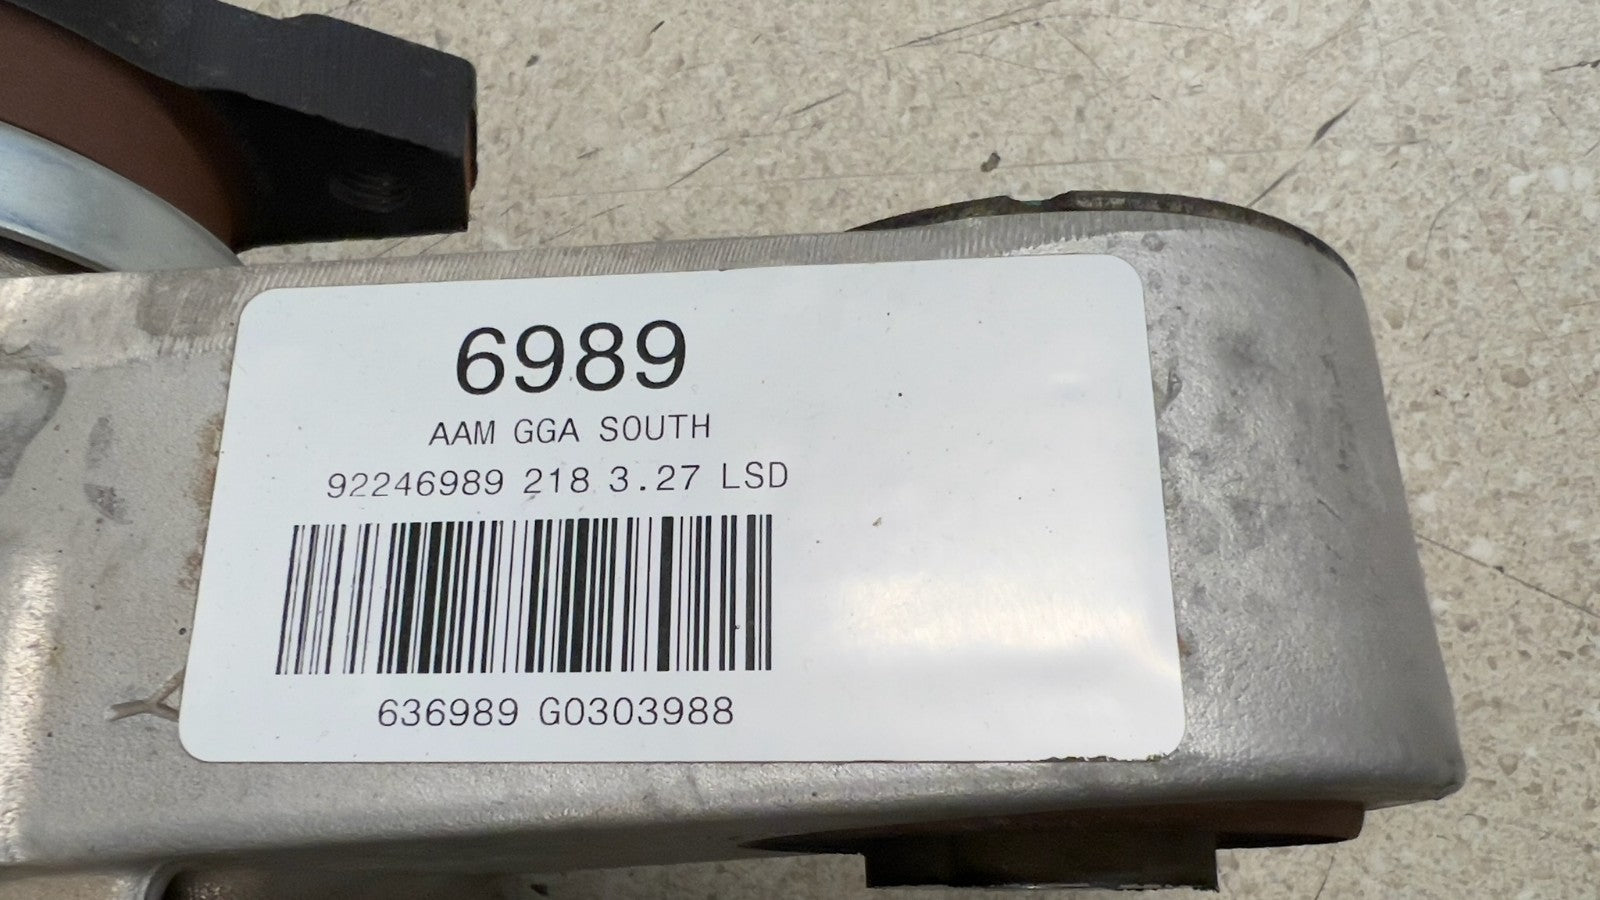 6989
AAM GGA SOUTH
92246989 218 3.27 LSD
636989 G0303988